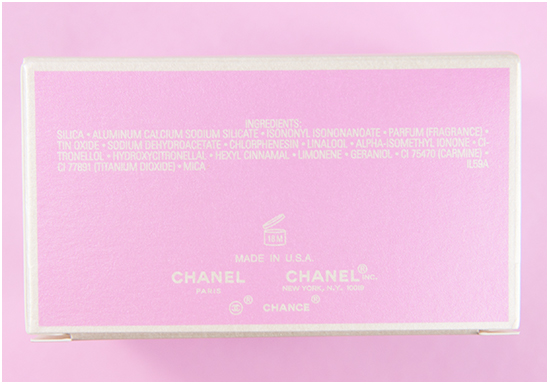 INGREDIENTS:
SILICA • ALUMINUM CALCIUM SODIUM SILICATE • ISONONYL ISONONANOATE • PARFUM (FRAGRANCE) •
TIN OXIDE • SODIUM DEHYDROACETATE • CHLORPHENESIN • LINALOOL • ALPHA-ISOMETHYL IONONE • CI-
TRONELLOL • HYDROXYCITRONELLAL • HEXYL CINNAMAL • LIMONENE • GERANIOL • CI 75470 (CARMINE) •
CI 77891 (TITANIUM DIOXIDE) • MICA
18M
MADE IN U.S.A.
CHANEL CHANEL® INC.
PARIS NEW YORK, N.Y.
® CHANCE®